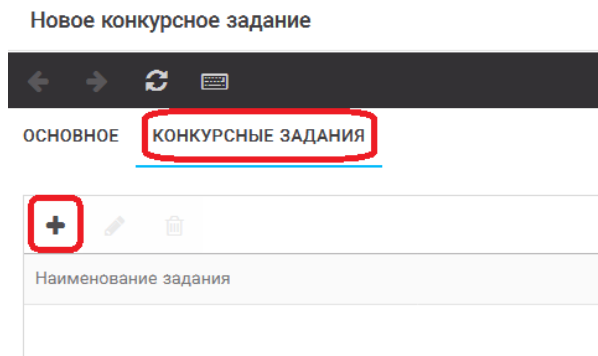 Новое конкурсное задание
ОСНОВНОЕ КОНКУРСНЫЕ ЗАДАНИЯ
Наименование задания